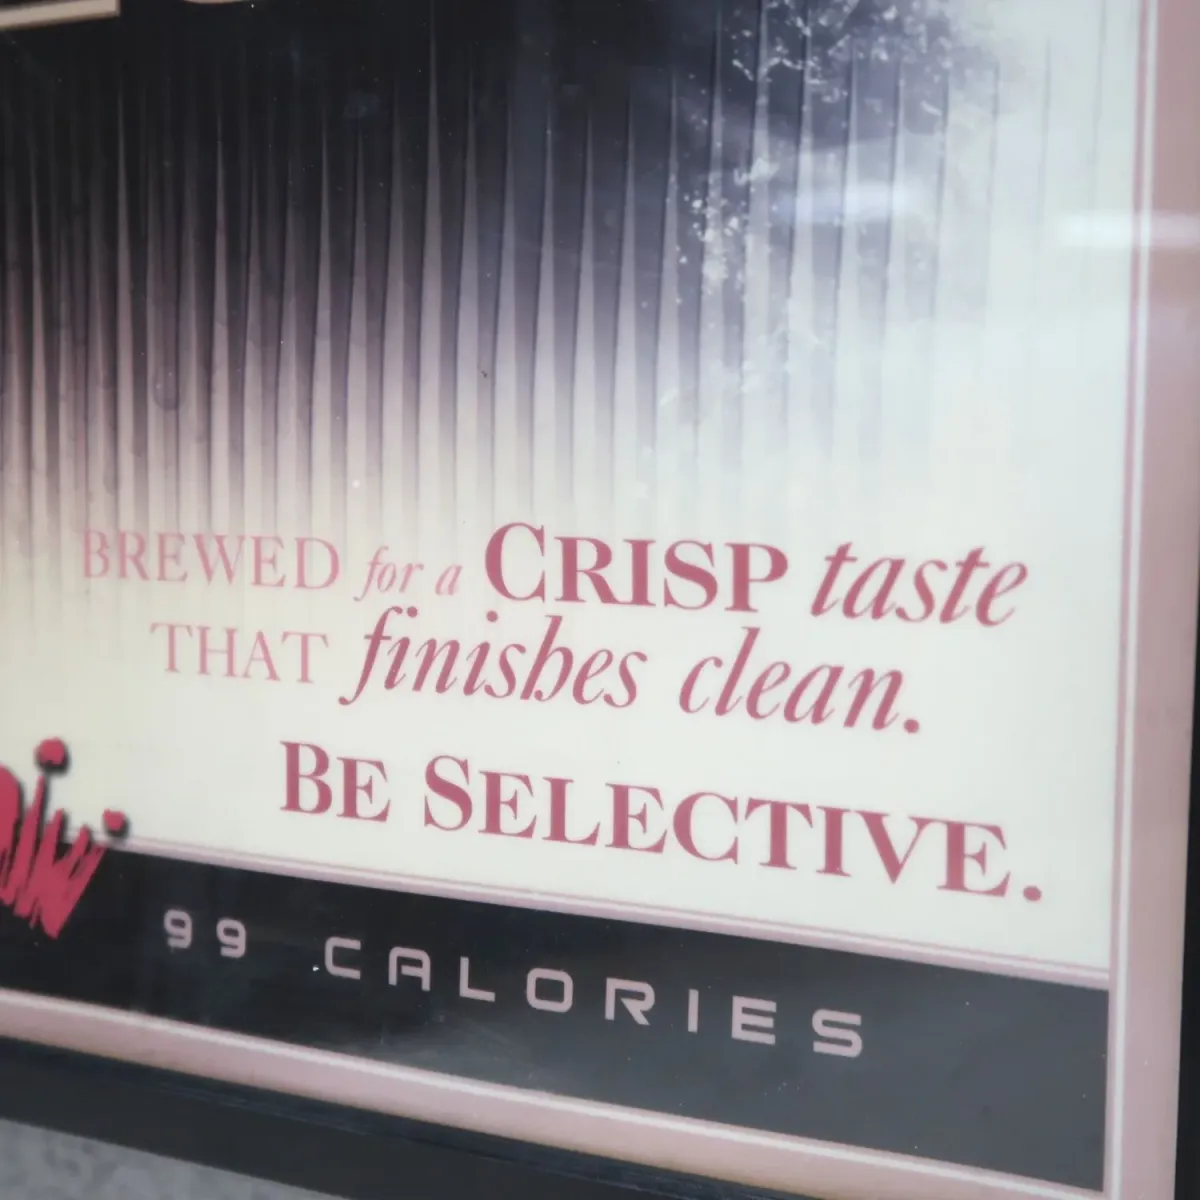 BREWED for a CRISP taste
THAT finishes clean.
BE SELECTIVE.
99 CALORIES